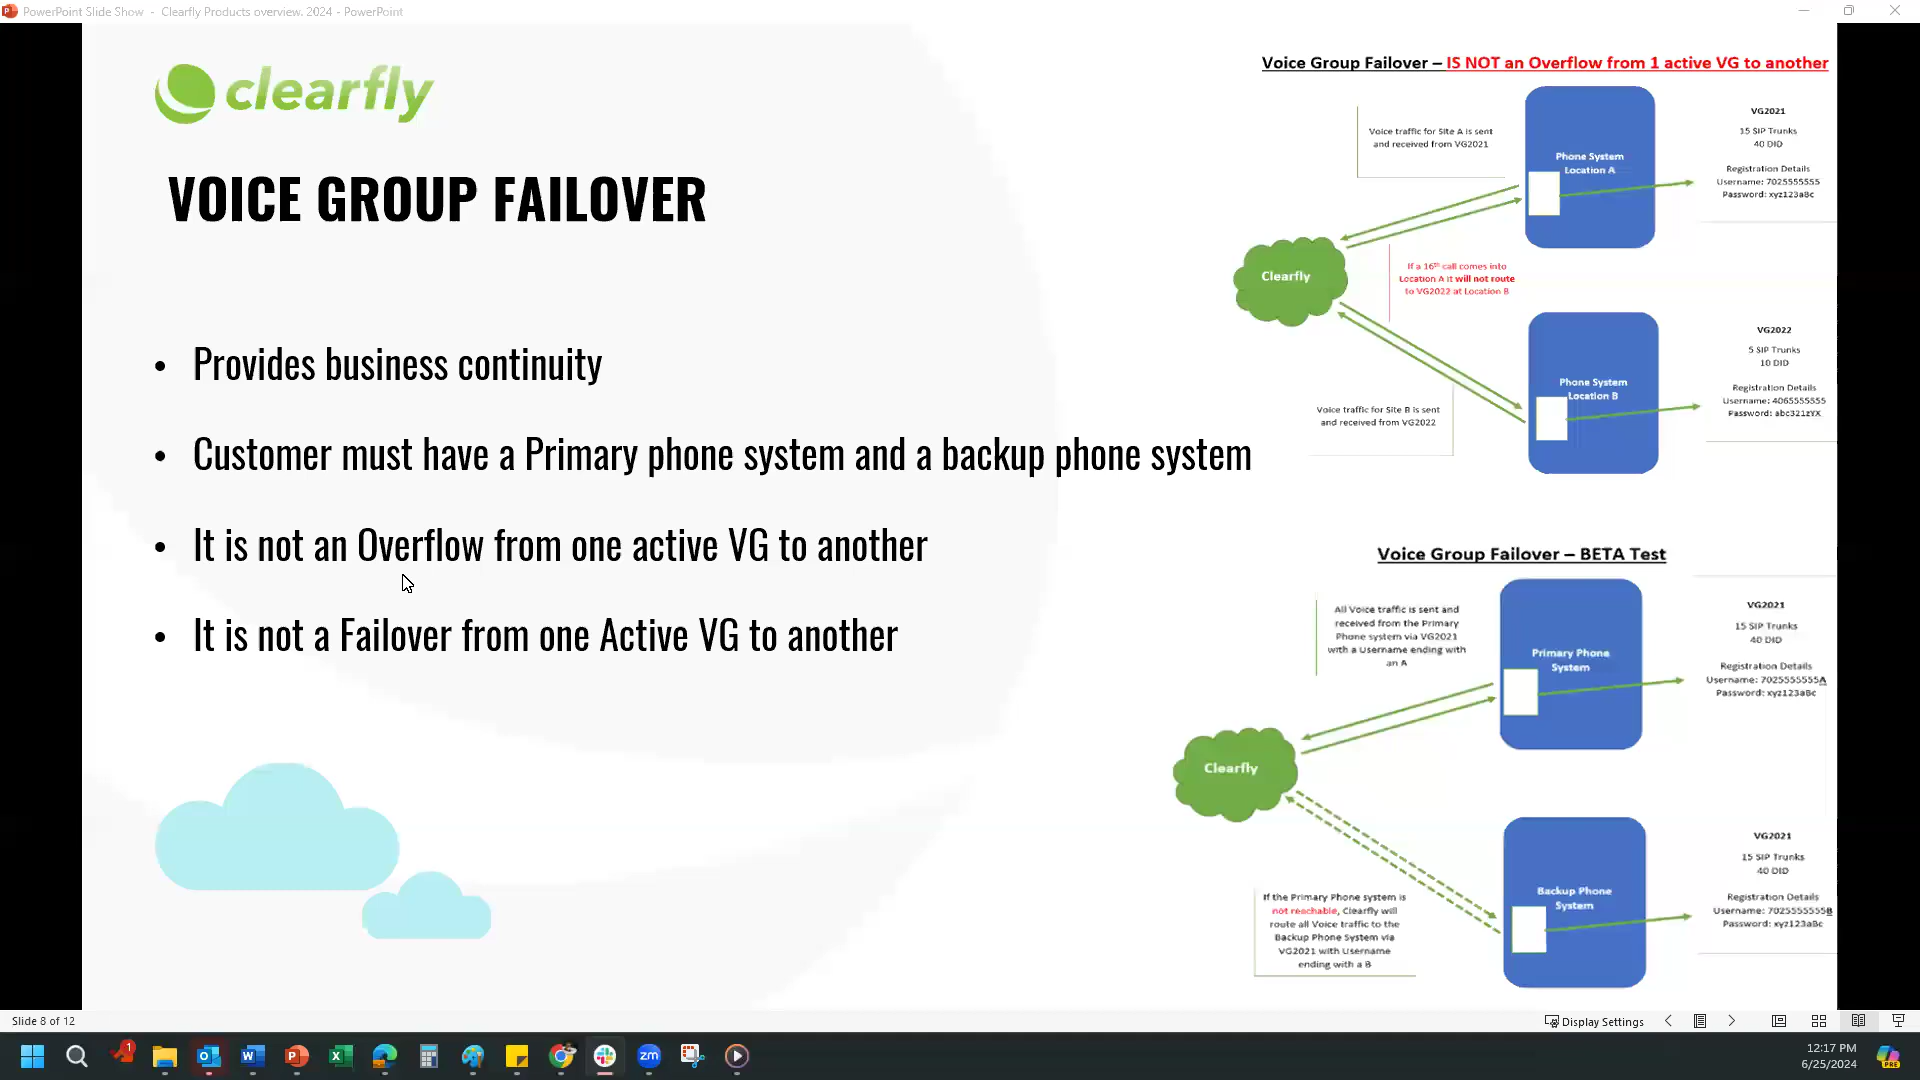 PowerPoint Slide Show - Clearfly Products overview. 2024 - PowerPoint
clearfly
VOICE GROUP FAILOVER
• Provides business continuity
• Customer must have a Primary phone system and a backup phone system
• It is not an Overflow from one active VG to another
• It is not a Failover from one Active VG to another
Voice Group Failover – IS NOT an Overflow from 1 active VG to another
Voice traffic for Site A is sent
and received from VG2021
Phone System
Location A
VG2021
15 SIP Trunks
40 DID
Registration Details
Username: 7025555555
Password: xyz123aBc
Clearfly
If a 16th call comes into
Location A it will not route
to VG2022 at Location B
Voice traffic for Site B is sent
and received from VG2022
Phone System
Location B
VG2022
5 SIP Trunks
10 DID
Registration Details
Username: 4065555555
Password: abc321zYX
Voice Group Failover – BETA Test
All Voice traffic is sent and
received from the Primary
Phone system via VG2021
with a Username ending with
an A
Primary Phone
System
VG2021
15 SIP Trunks
40 DID
Registration Details
Username: 7025555555A
Password: xyz123aBc
Clearfly
If the Primary Phone system is
not reachable, Clearfly will
route all Voice traffic to the
Backup Phone System via
VG2021 with Username
ending with a B
Backup Phone
System
VG2021
15 SIP Trunks
40 DID
Registration Details
Username: 7025555555B
Password: xyz123aBc
Slide 8 of 12
Display Settings
1
zm
12:17 PM
6/25/2024
PRE